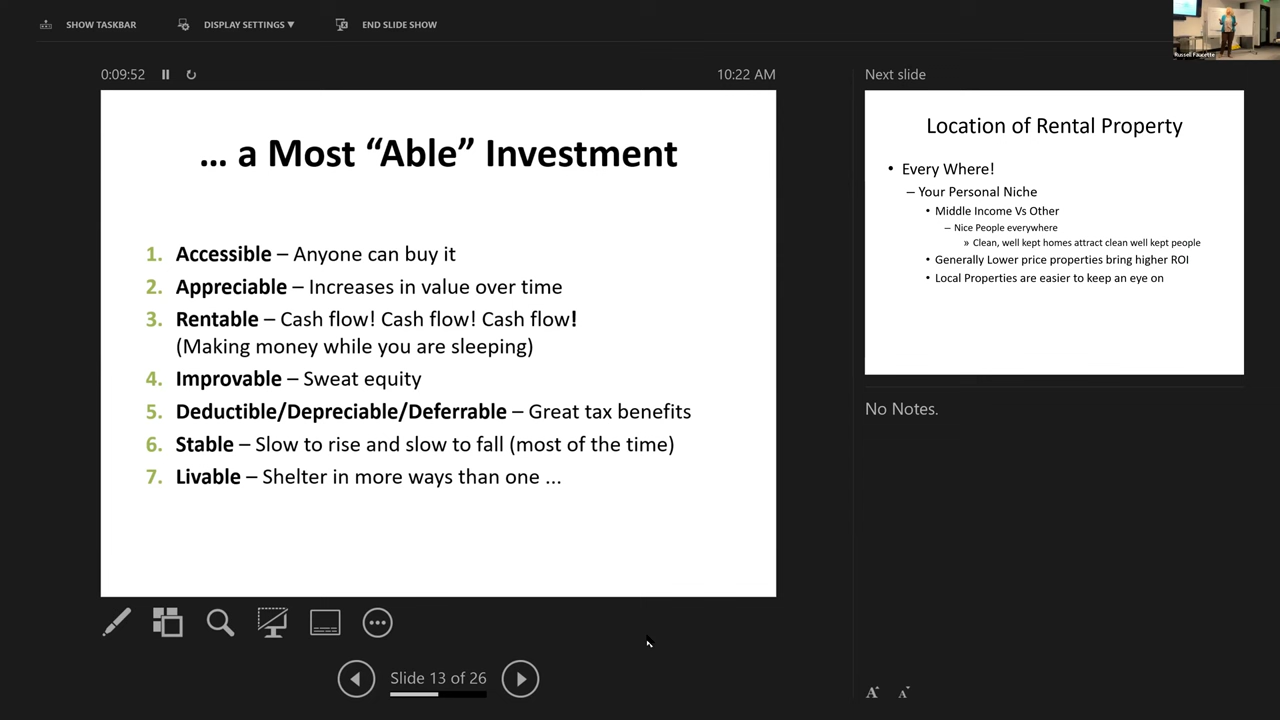 SHOW TASKBAR
DISPLAY SETTINGS ▼
END SLIDE SHOW
Russell Faucette
0:09:52
10:22 AM
… a Most “Able” Investment
1. Accessible – Anyone can buy it
2. Appreciable – Increases in value over time
3. Rentable – Cash flow! Cash flow! Cash flow!
(Making money while you are sleeping)
4. Improvable – Sweat equity
5. Deductible/Depreciable/Deferrable – Great tax benefits
6. Stable – Slow to rise and slow to fall (most of the time)
7. Livable – Shelter in more ways than one ...
Slide 13 of 26
Next slide
Location of Rental Property
• Every Where!
– Your Personal Niche
• Middle Income Vs Other
– Nice People everywhere
» Clean, well kept homes attract clean well kept people
• Generally Lower price properties bring higher ROI
• Local Properties are easier to keep an eye on
No Notes.
A A